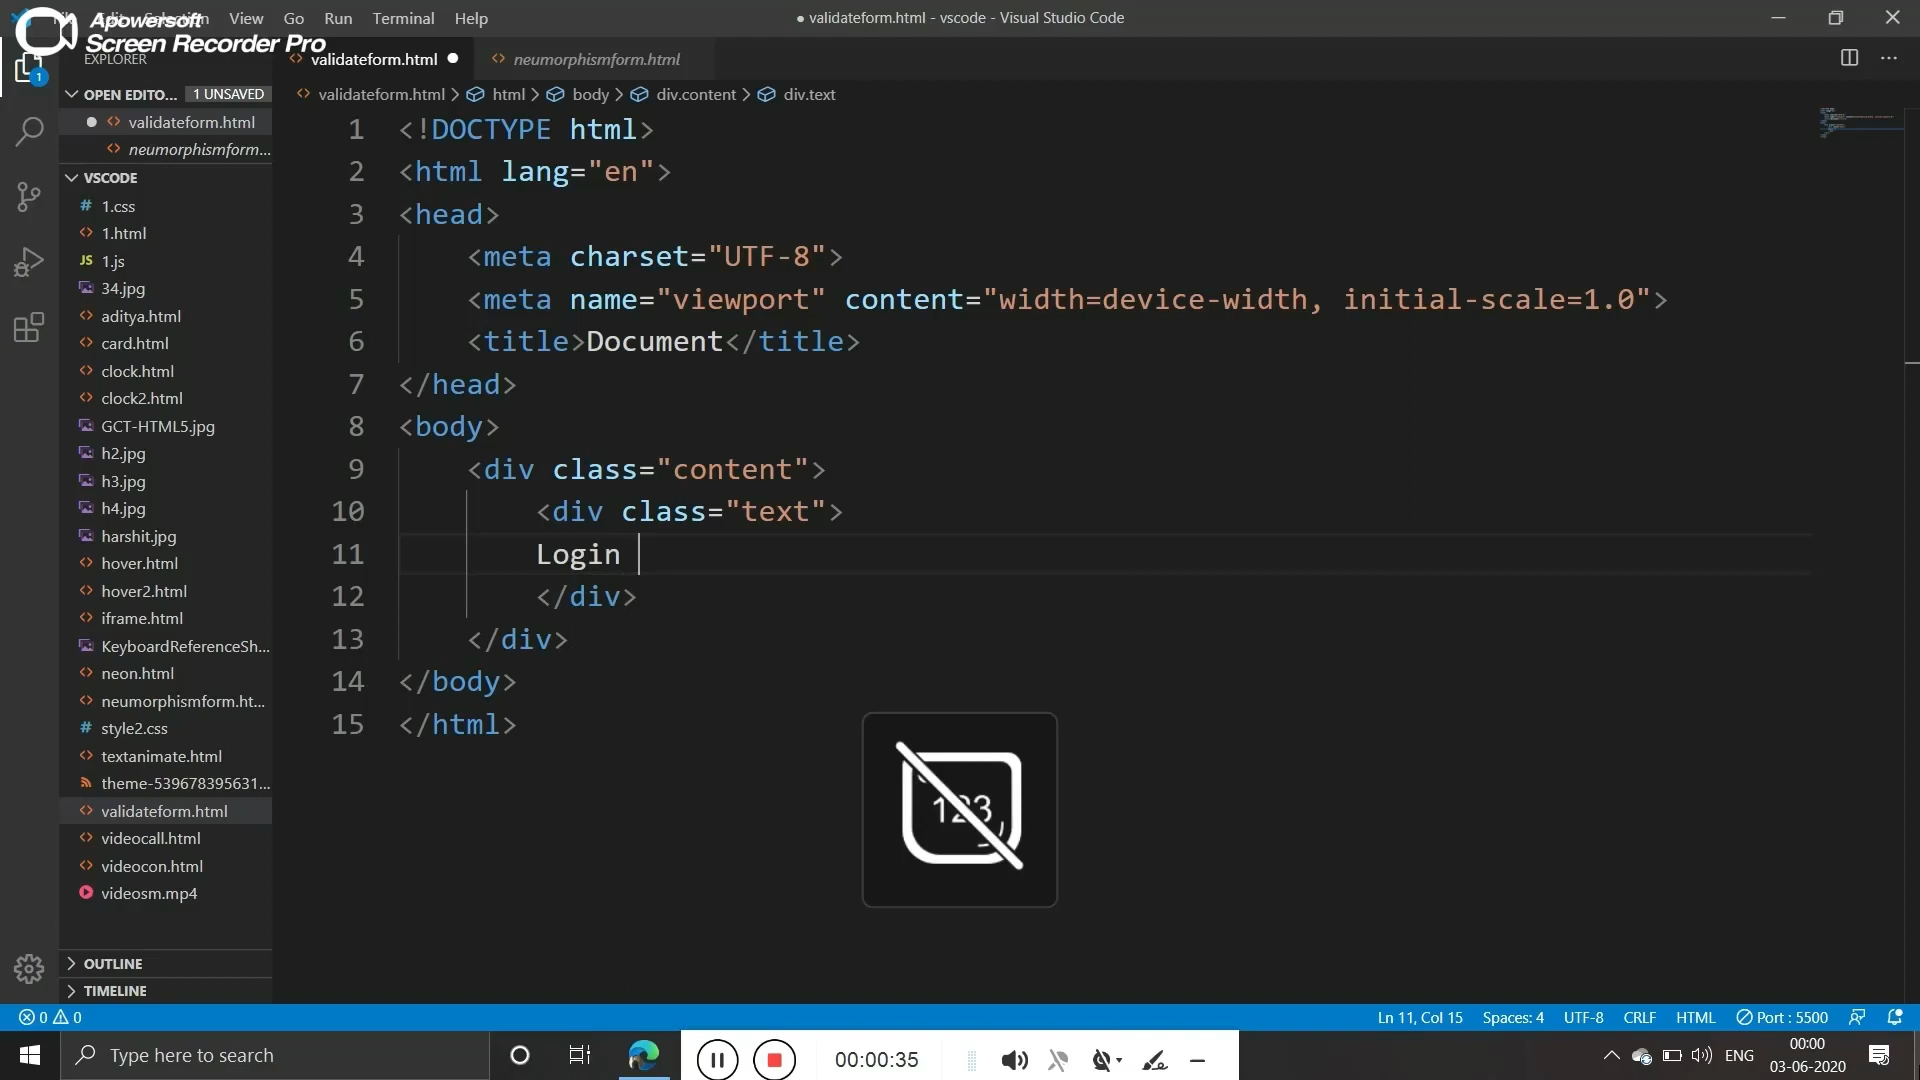 File Edit Selection View Go Run Terminal Help
● validateform.html - vscode - Visual Studio Code
Apowersoft
Screen Recorder Pro
EXPLORER
1
validateform.html
neumorphismform.html
OPEN EDITO... 1 UNSAVED
validateform.html
neumorphismform...
validateform.html > html > body > div.content > div.text
VSCODE
# 1.css
1.html
JS 1.js
34.jpg
aditya.html
card.html
clock.html
clock2.html
GCT-HTML5.jpg
h2.jpg
h3.jpg
h4.jpg
harshit.jpg
hover.html
hover2.html
iframe.html
KeyboardReferenceSh...
neon.html
neumorphismform.ht...
# style2.css
textanimate.html
theme-539678395631...
validateform.html
videocall.html
videocon.html
videosm.mp4
OUTLINE
TIMELINE
1 <!DOCTYPE html>
2 <html lang="en">
3 <head>
4 <meta charset="UTF-8">
5 <meta name="viewport" content="width=device-width, initial-scale=1.0">
6 <title>Document</title>
7 </head>
8 <body>
9 <div class="content">
10 <div class="text">
11 Login
12 </div>
13 </div>
14 </body>
15 </html>
123
0 0
Ln 11, Col 15 Spaces: 4 UTF-8 CRLF HTML Port : 5500
Type here to search
00:00:35
ENG
00:00
03-06-2020